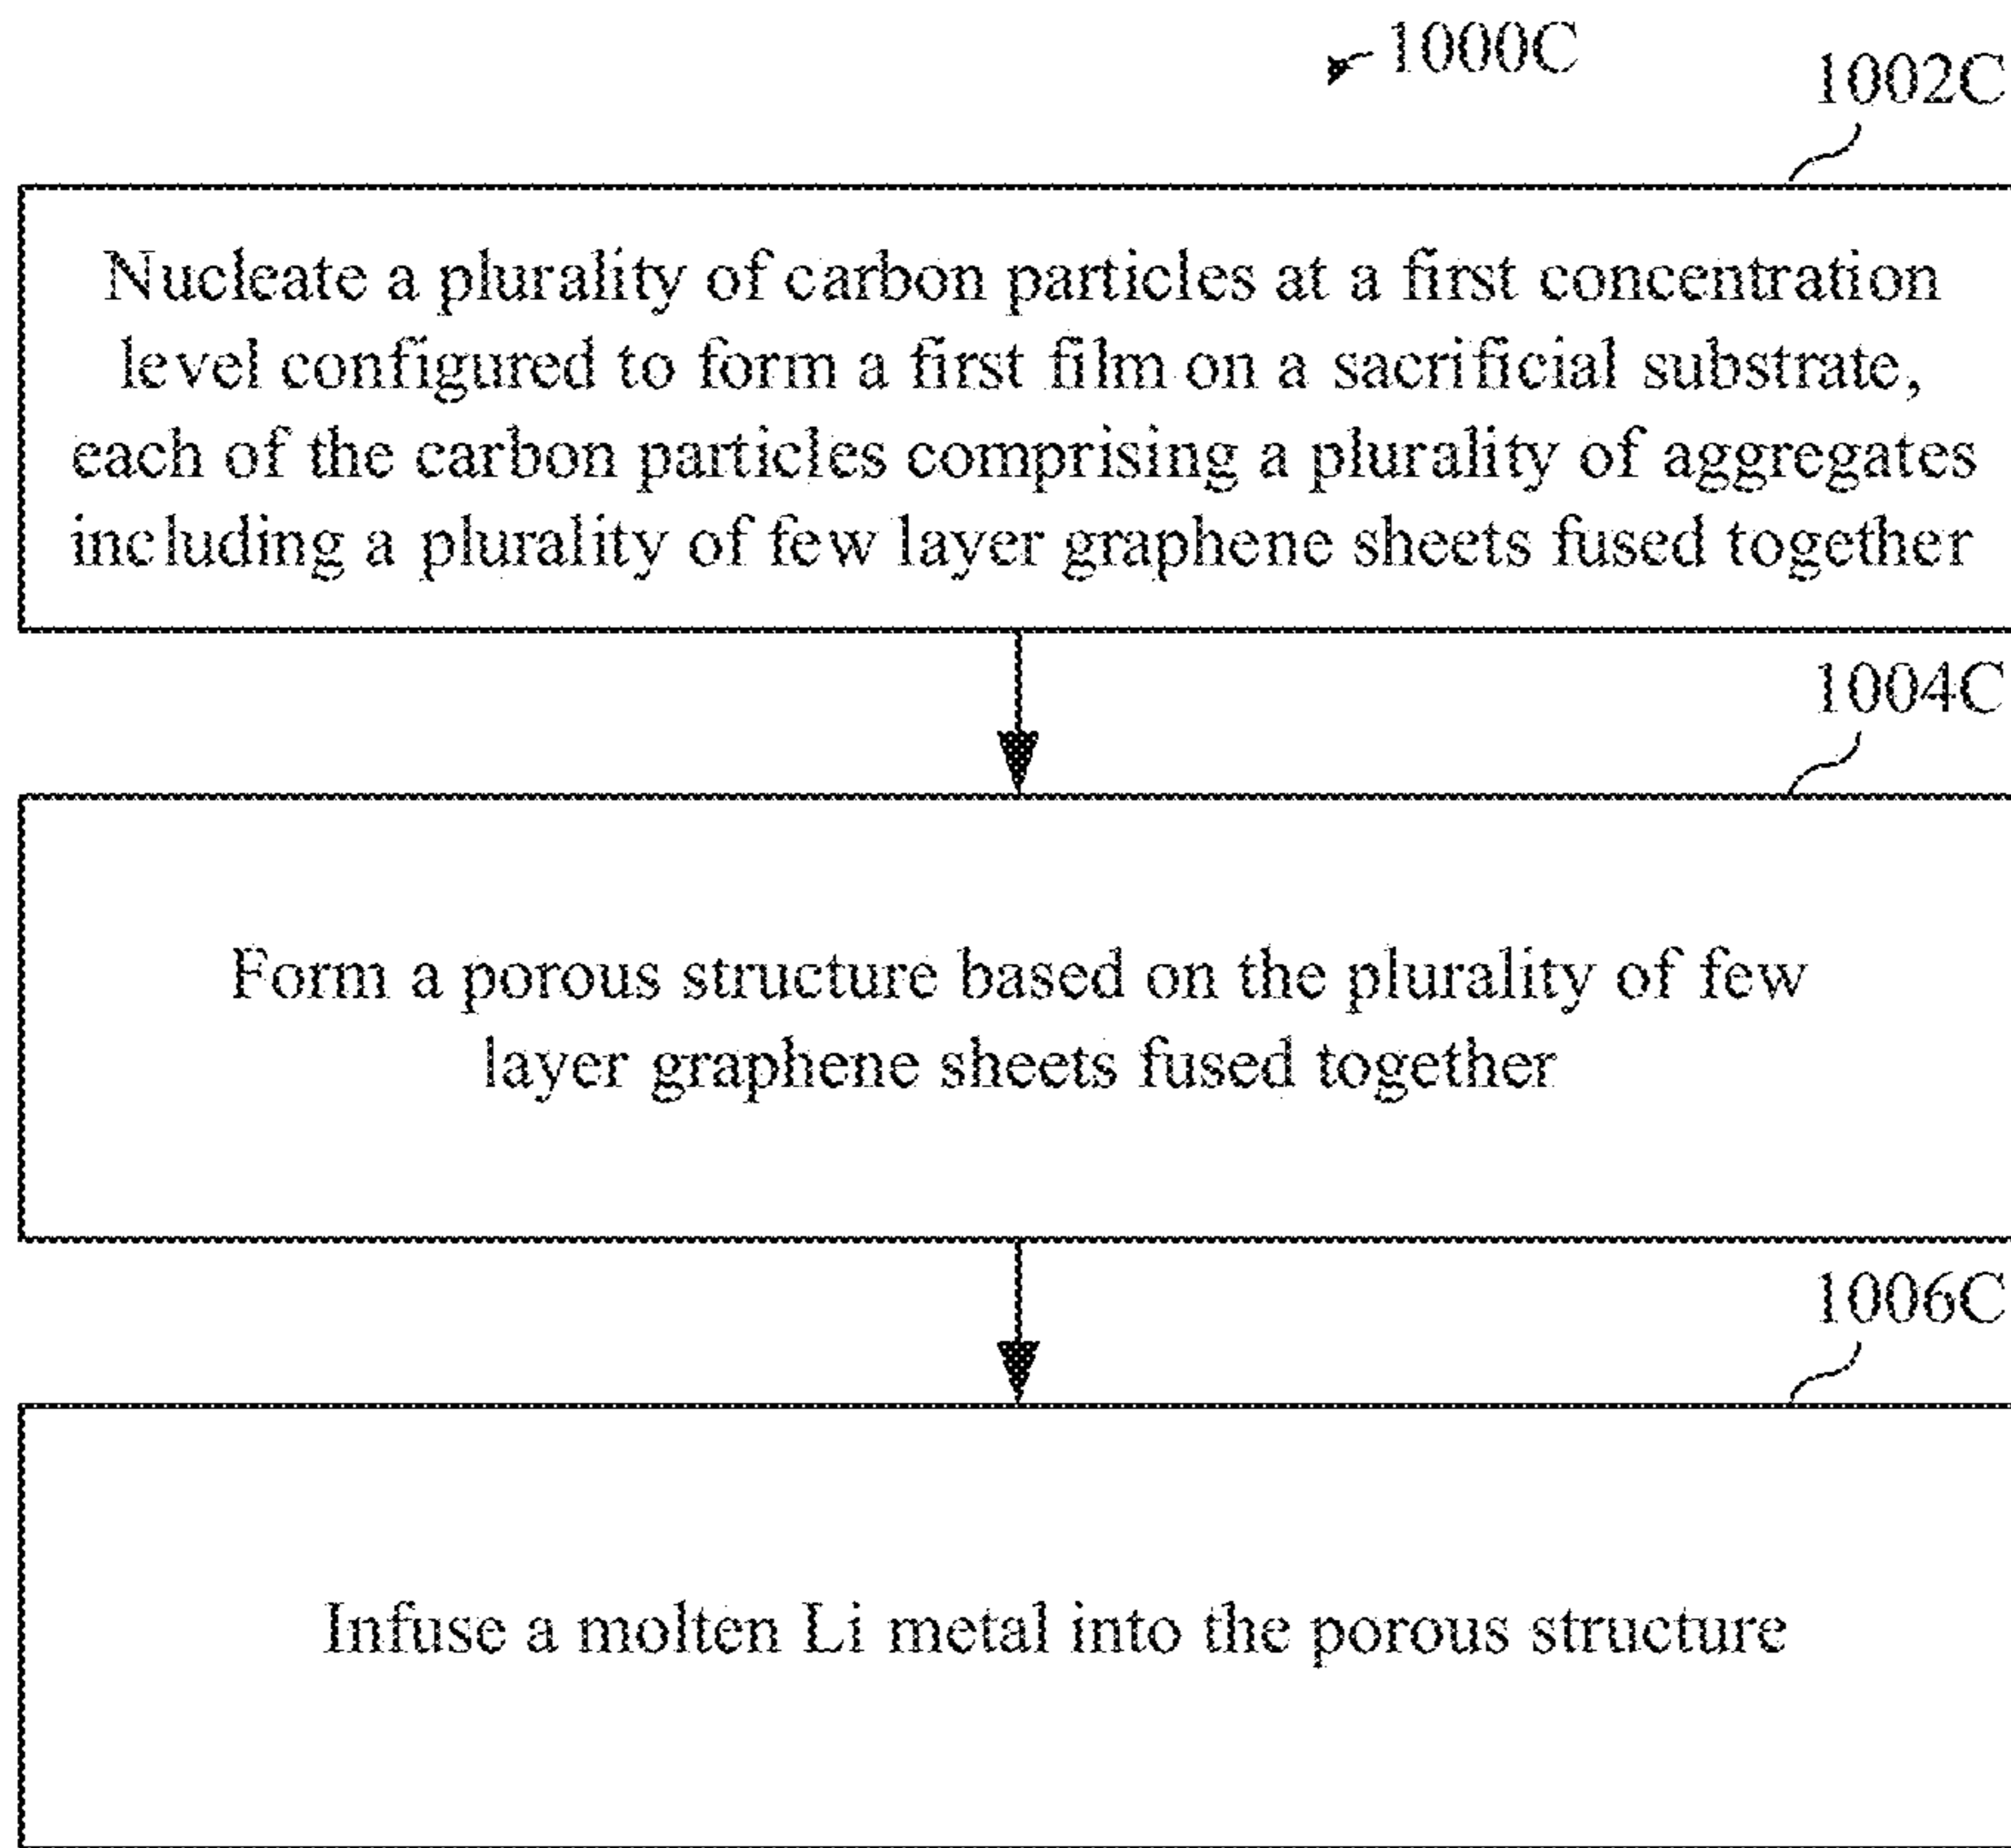 1000C
1002C
Nucleate a plurality of carbon particles at a first concentration
level configured to form a first film on a sacrificial substrate,
each of the carbon particles comprising a plurality of aggregates
including a plurality of few layer graphene sheets fused together
1004C
Form a porous structure based on the plurality of few
layer graphene sheets fused together
1006C
Infuse a molten Li metal into the porous structure